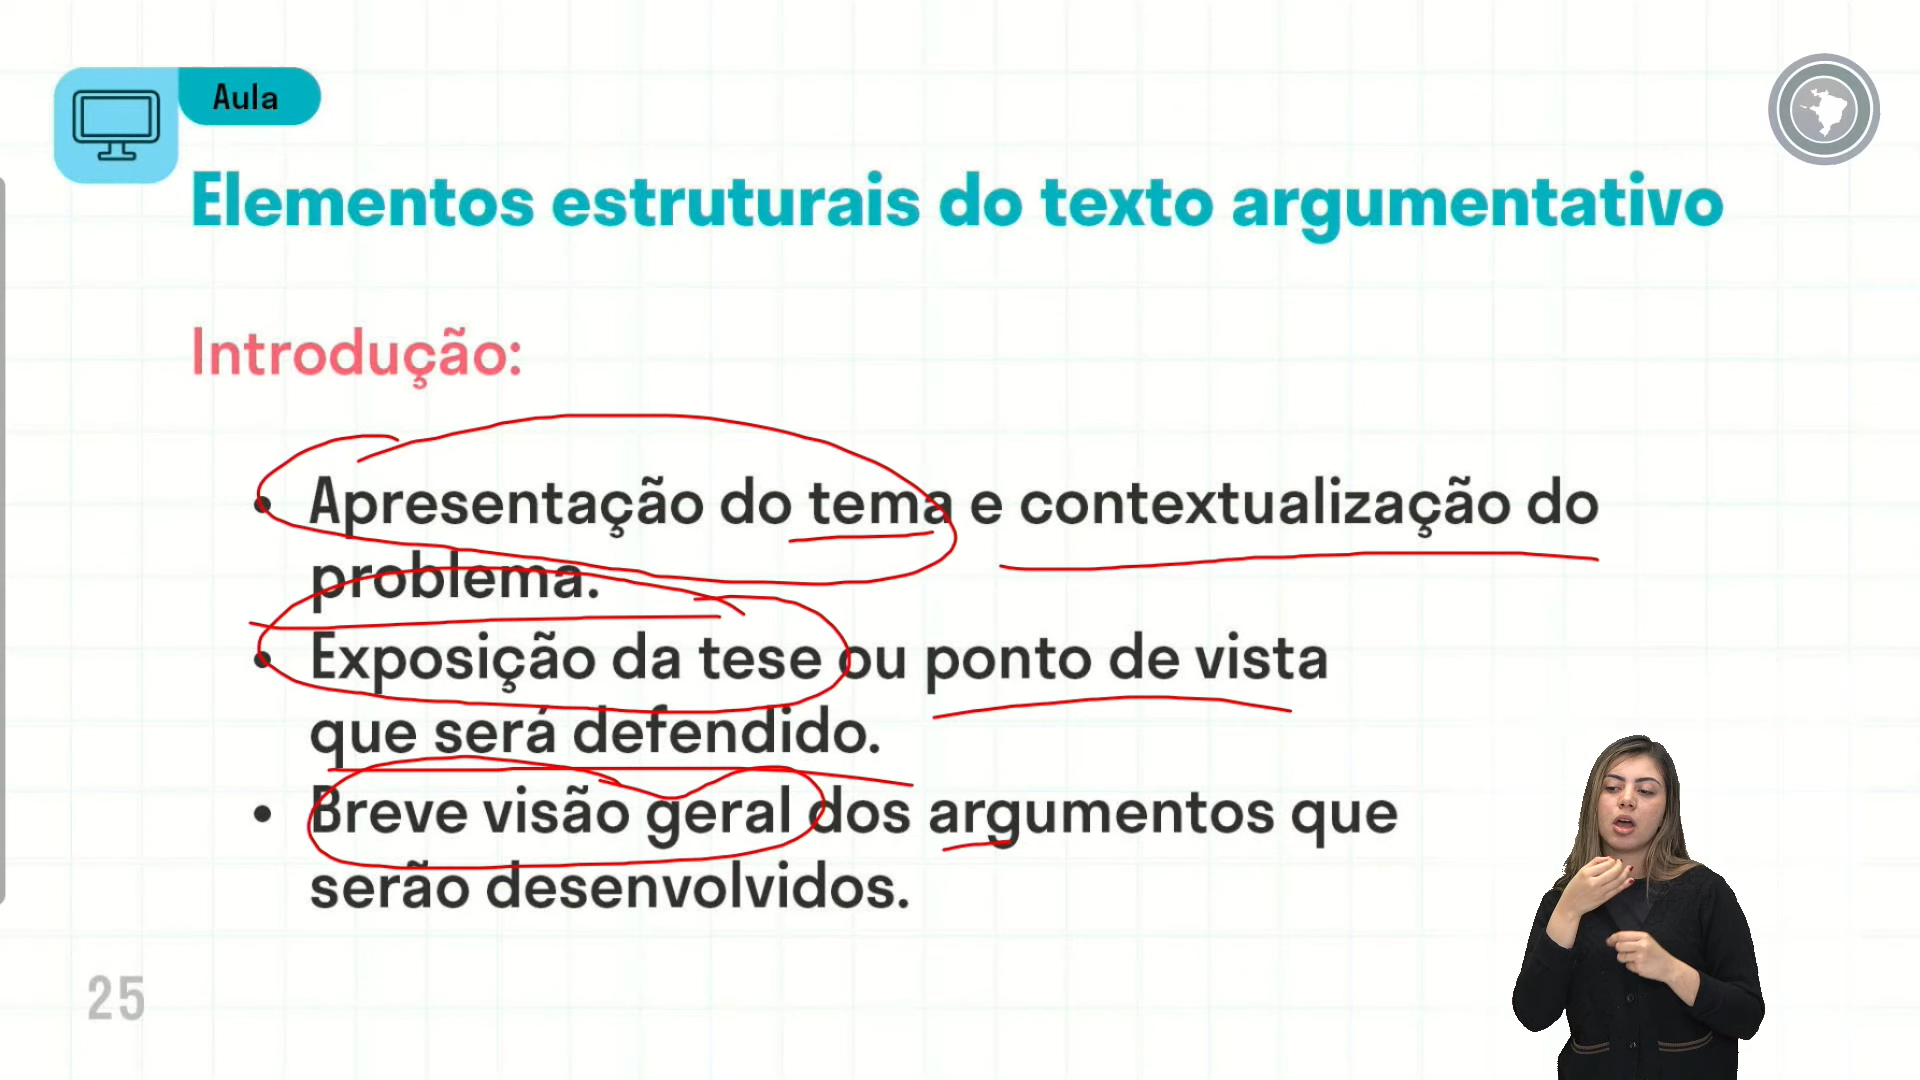 Aula
Elementos estruturais do texto argumentativo
Introdução:
• Apresentação do tema e contextualização do
problema.
• Exposição da tese ou ponto de vista
que será defendido.
• Breve visão geral dos argumentos que
serão desenvolvidos.
25